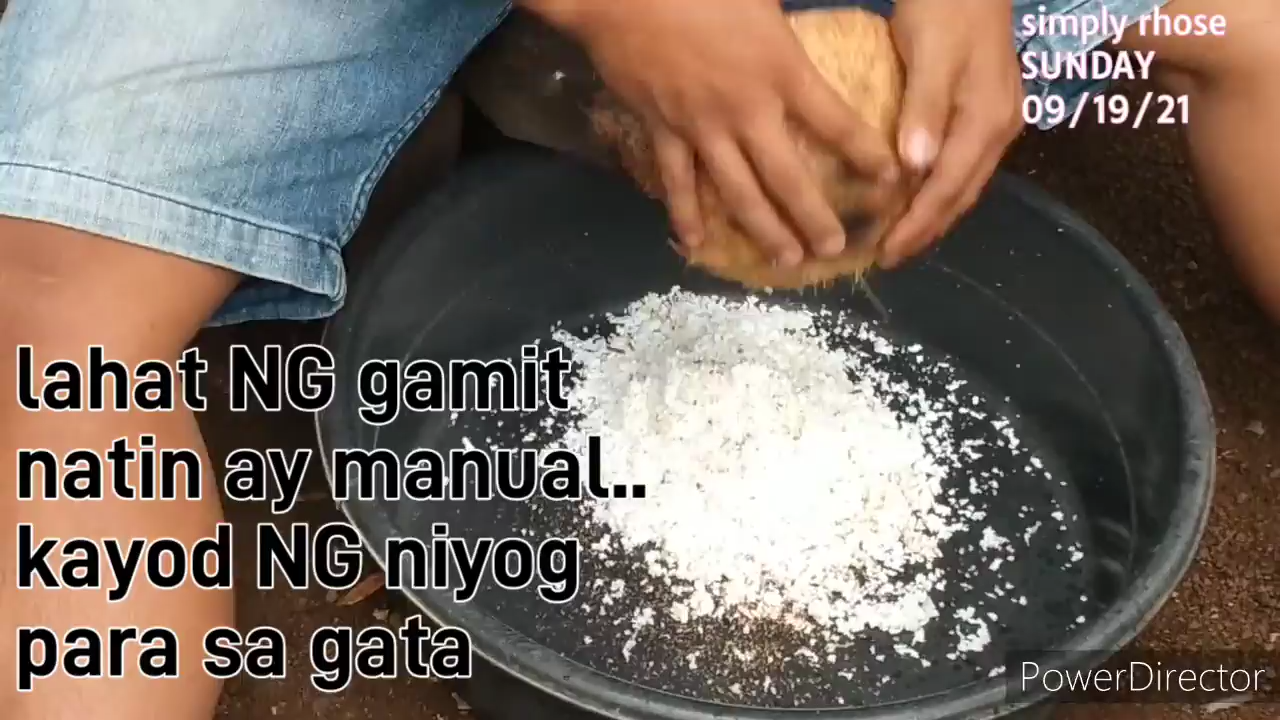 simply rhose
SUNDAY
09/19/21
lahat NG gamit
natin ay manual..
kayod NG niyog
para sa gata
PowerDirector